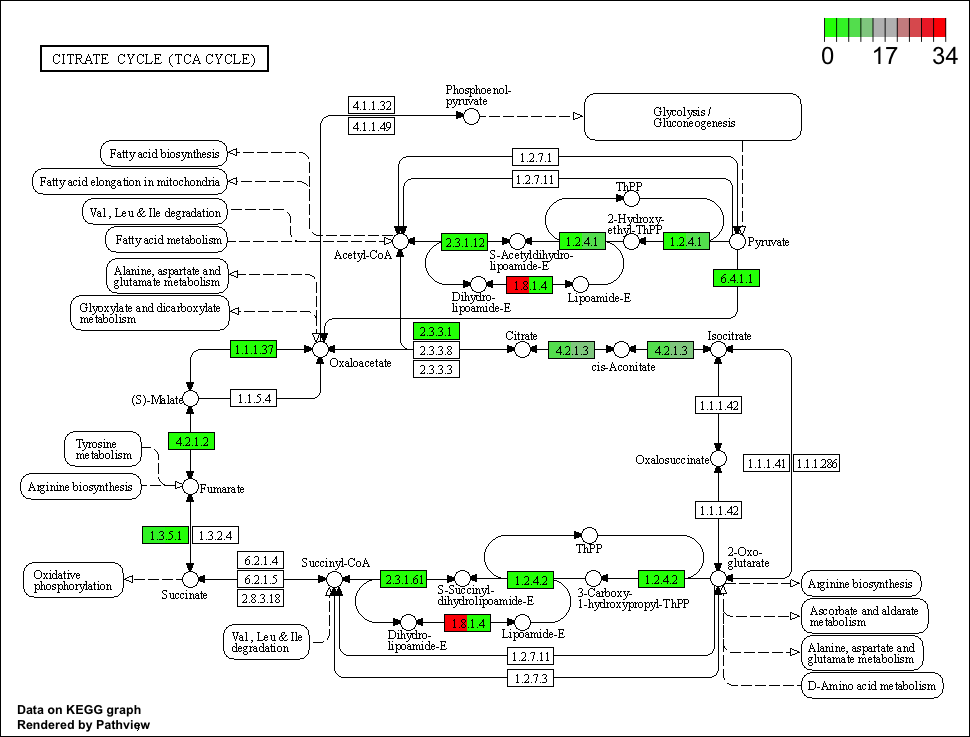 CITRATE CYCLE (TCA CYCLE)
0 17 34
Phosphoenol-
pyruvate
4.1.1.32
4.1.1.49
Glycolysis /
Gluconeogenesis
Fatty acid biosynthesis
Fatty acid elongation in mitochondria
Val, Leu & Ile degradation
Fatty acid metabolism
Alanine, aspartate and
glutamate metabolism
Glyoxylate and dicarboxylate
metabolism
1.2.7.1
1.2.7.11
ThPP
2-Hydroxy-
ethyl-ThPP
Acetyl-CoA
2.3.1.12
S-Acetyldihydro-
lipoamide-E
1.2.4.1
1.2.4.1
Pyruvate
6.4.1.1
Dihydro-
lipoamide-E
1.8.1.4
Lipoamide-E
2.3.3.1
2.3.3.8
2.3.3.3
Citrate
4.2.1.3
cis-Aconitate
4.2.1.3
Isocitrate
1.1.1.37
Oxaloacetate
(S)-Malate
1.1.5.4
1.1.1.42
4.2.1.2
Tyrosine
metabolism
Arginine biosynthesis
Fumarate
Oxalosuccinate
1.1.1.41
1.1.1.286
1.1.1.42
1.3.5.1
1.3.2.4
Oxidative
phosphorylation
Succinate
6.2.1.4
6.2.1.5
2.8.3.18
Succinyl-CoA
2.3.1.61
S-Succinyl-
dihydrolipoamide-E
1.2.4.2
ThPP
3-Carboxy-
1-hydroxypropyl-ThPP
1.2.4.2
2-Oxo-
glutarate
Dihydro-
lipoamide-E
1.8.1.4
Lipoamide-E
Val, Leu & Ile
degradation
1.2.7.11
1.2.7.3
Arginine biosynthesis
Ascorbate and aldarate
metabolism
Alanine, aspartate and
glutamate metabolism
D-Amino acid metabolism
Data on KEGG graph
Rendered by Pathview